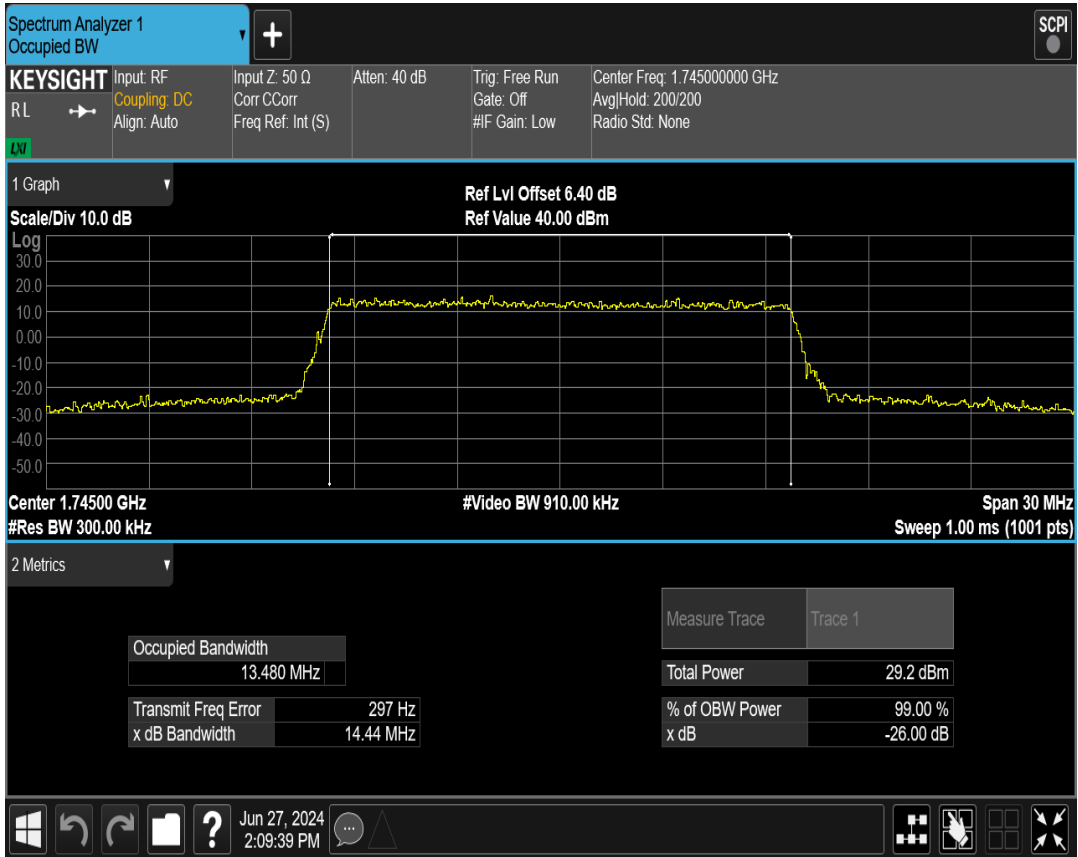 Spectrum Analyzer 1
Occupied BW
+
SCPI
KEYSIGHT Input: RF Input Z: 50 Ω Atten: 40 dB Trig: Free Run Center Freq: 1.745000000 GHz
RL Coupling: DC Corr CCorr Gate: Off Avg|Hold: 200/200
Align: Auto Freq Ref: Int (S) #IF Gain: Low Radio Std: None
LXI
1 Graph
Ref Lvl Offset 6.40 dB
Scale/Div 10.0 dB Ref Value 40.00 dBm
Log
30.0
20.0
10.0
0.00
-10.0
-20.0
-30.0
-40.0
-50.0
Center 1.74500 GHz #Video BW 910.00 kHz Span 30 MHz
#Res BW 300.00 kHz Sweep 1.00 ms (1001 pts)
2 Metrics
Measure Trace Trace 1
Occupied Bandwidth
13.480 MHz
Total Power 29.2 dBm
Transmit Freq Error 297 Hz % of OBW Power 99.00 %
x dB Bandwidth 14.44 MHz x dB -26.00 dB
? Jun 27, 2024
2:09:39 PM